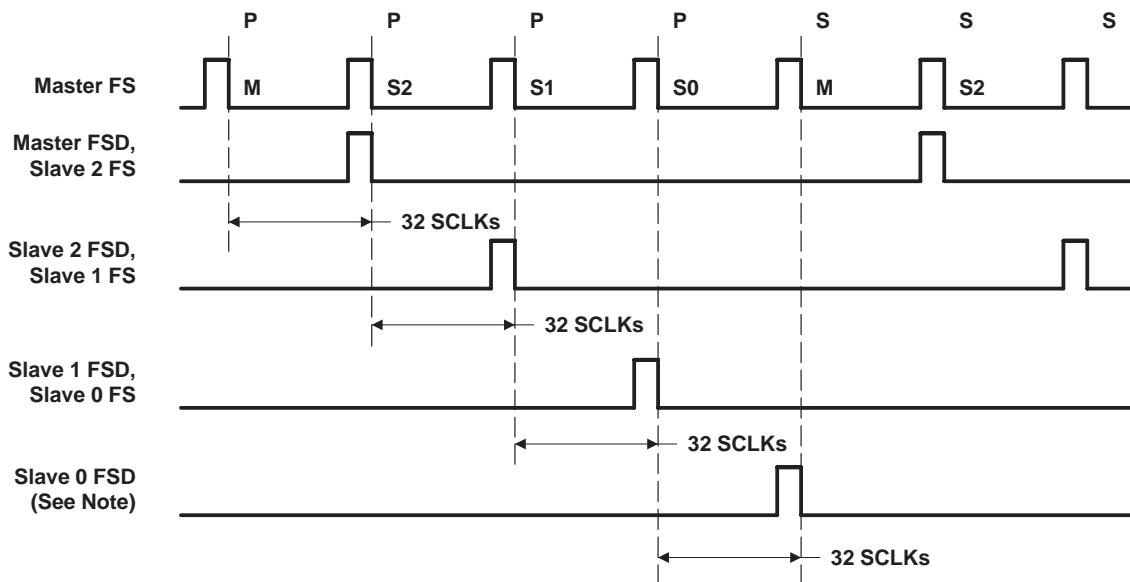 P P P P S S S
Master FS M S2 S1 S0 M S2
Master FSD,
Slave 2 FS
32 SCLKs
Slave 2 FSD,
Slave 1 FS
32 SCLKs
Slave 1 FSD,
Slave 0 FS
32 SCLKs
Slave 0 FSD
(See Note)
32 SCLKs